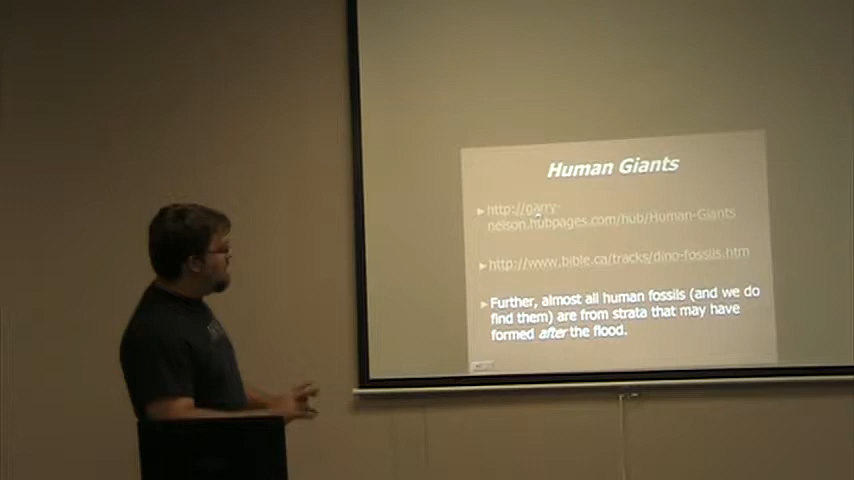 Human Giants
http://garry-
nelson.hubpages.com/hub/Human-Giants
http://www.bible.ca/tracks/dino-fossils.htm
Further, almost all human fossils (and we do
find them) are from strata that may have
formed after the flood.